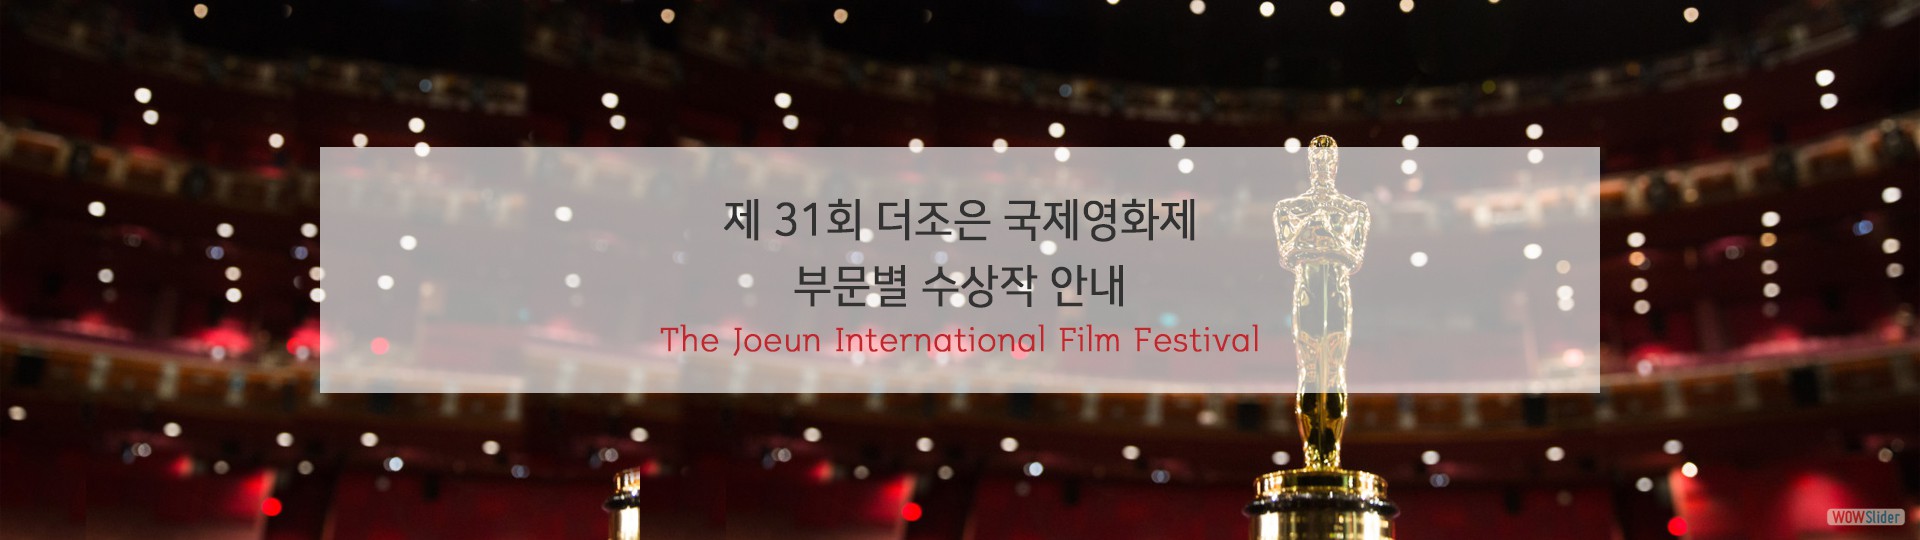 제 31회 더조은 국제영화제
부문별 수상작 안내
The Joeun International Film Festival
WOWSlider